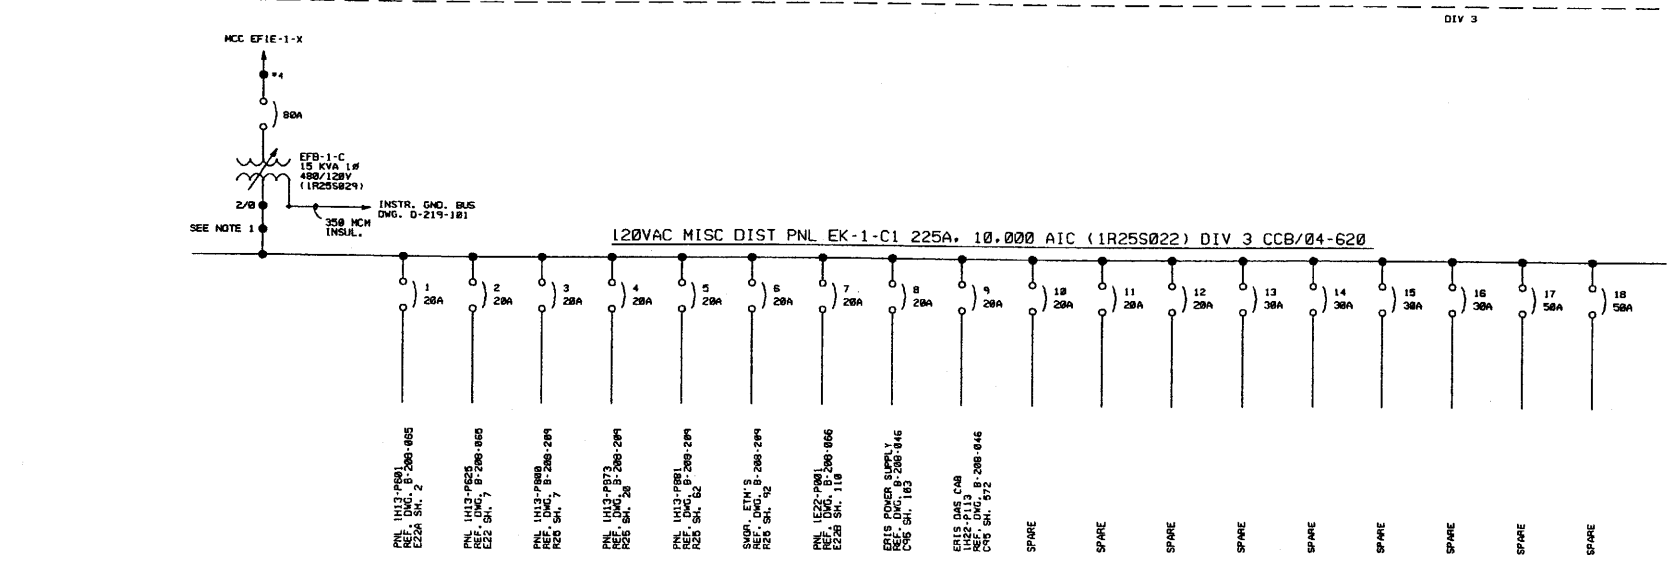 DIV 3
MCC EF1E-1-X
#4
80A
EFB-1-C
15 KVA 1Ø
480/120V
(1R25S029)
2/0
INSTR. GND. BUS
DWG. D-219-101
350 MCM
INSUL.
SEE NOTE 1
120VAC MISC DIST PNL EK-1-C1 225A, 10,000 AIC (1R25S022) DIV 3 CCB/04-620
1
20A
2
20A
3
20A
4
20A
5
20A
6
20A
7
20A
8
20A
9
20A
10
20A
11
20A
12
20A
13
30A
14
30A
15
30A
16
30A
17
50A
18
50A
PNL 1H13-P601
REF. DWG. B-208-065
E22A SH. 2
PNL 1H13-P625
REF. DWG. B-208-065
E22 SH. 7
PNL 1H13-P800
REF. DWG. B-208-209
R25 SH. 7
PNL 1H13-P873
REF. DWG. B-208-209
R25 SH. 20
PNL 1H13-P881
REF. DWG. B-208-209
R25 SH. 62
SWGR. ETM'S
REF. DWG. B-208-209
R25 SH. 92
PNL 1E22-P001
REF. DWG. B-208-066
E22B SH. 110
ERIS POWER SUPPLY
REF. DWG. B-208-046
C95 SH. 103
ERIS DAS CAB
1H22-P113
REF. DWG. B-208-046
C95 SH. 572
SPARE
SPARE
SPARE
SPARE
SPARE
SPARE
SPARE
SPARE
SPARE